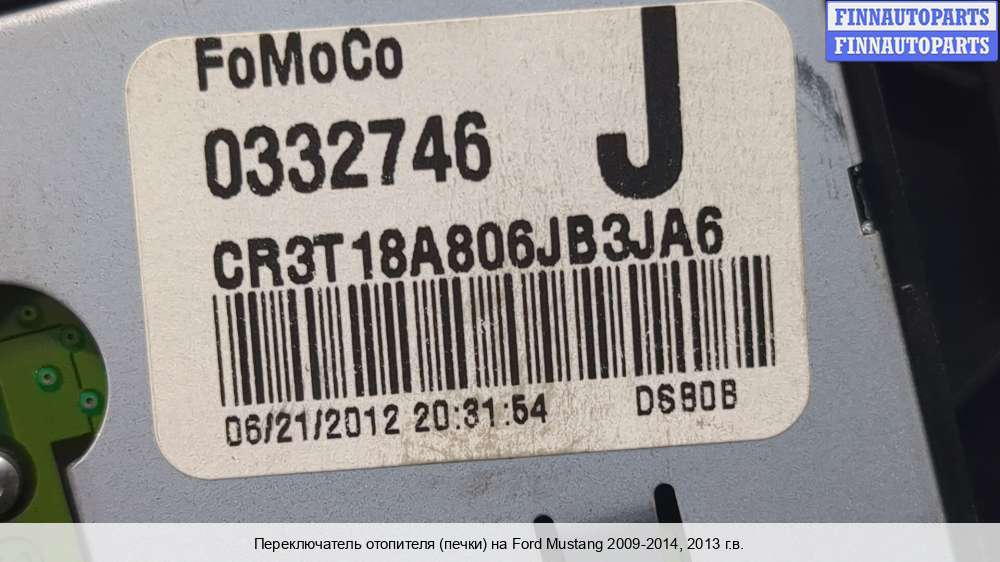 FINNAUTOPARTS
FINNAUTOPARTS
FoMoCo
J
0332746
CR3T18A806JB3JA6
06/21/2012 20:31:54 DS80B
Переключатель отопителя (печки) на Ford Mustang 2009-2014, 2013 г.в.